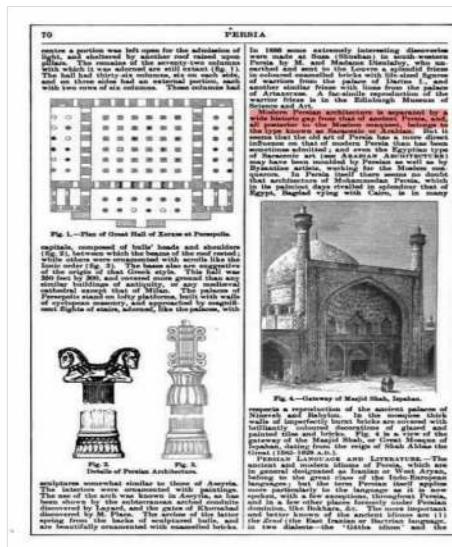 70
PERSIA
centre a portion was left open for the admission of
light, and sheltered by another roof raised upon
pillars. The remains of the seventy-two columns
with which it was adorned are still extant (fig. 1).
The hall had thirty-six columns, six on each side,
and on three sides had an external portico, each
with two rows of six columns. These columns had
Fig. 1.—Plan of Great Hall of Xerxes at Persepolis.
capitals, composed of bulls' heads and shoulders
(fig. 2), between which the beams of the roof rested;
while others were ornamented with scrolls like the
Ionic order (fig. 3). The bases also are suggestive
of the origin of that Greek style. This hall was
350 feet by 300, and covered more ground than any
similar buildings of antiquity, or any mediæval
cathedral except that of Milan. The palaces of
Persepolis stand on lofty platforms, built with walls
of cyclopean masonry, and approached by magnifi-
cent flights of stairs, adorned, like the palaces, with
Fig. 2.
Fig. 3.
Details of Persian Architecture.
sculptures somewhat similar to those of Assyria.
The interiors were ornamented with paintings.
The use of the arch was known in Assyria, as has
been shown by the subterranean arched conduits
discovered by Layard, and the gates of Khorsabad
discovered by M. Place. The arches of the latter
spring from the backs of sculptured bulls, and
are beautifully ornamented with enamelled bricks.
In 1885 some extremely interesting discoveries
were made at Susa (Shushan) in south-western
Persia by M. and Madame Dieulafoy, who un-
earthed and sent to the Louvre a splendid frieze
in coloured enamelled bricks with life-sized figures
of warriors from the palace of Darius I., and
another similar frieze with lions from the palace
of Artaxerxes. A fac-simile reproduction of the
warrior frieze is in the Edinburgh Museum of
Science and Art.
Modern Persian architecture is separated by a
wide historic gap from that of ancient Persia, and,
all posterior to the Moslem conquest, belongs to
the type known as Saracenic or Arabian. But it
seems that the old art of Persia has a more direct
influence on that of modern Persia than has been
sometimes admitted; and even the Egyptian type
of Saracenic art (see ARABIAN ARCHITECTURE)
may have been moulded by Persian as well as by
Byzantine artists, working for the Moslem con-
querors. In Persia itself there seems no doubt
that architecture of Mohammedan Persia, which
in its palmiest days rivalled in splendour that of
Egypt, Bagdad vying with Cairo, is in many
Fig. 4.—Gateway of Masjid Shah, Ispahan.
respects a reproduction of the ancient palaces of
Nineveh and Babylon. In the mosques thick
walls of imperfectly burnt bricks are covered with
brilliantly coloured decorations of glazed and
painted tiles and bricks. Fig. 4 is a view of the
gateway of the Masjid Shah, or Great Mosque of
Ispahan, dating from the reign of Shah Abbas the
Great (1585-1629 A.D.).
PERSIAN LANGUAGE AND LITERATURE.—The
ancient and modern idioms of Persia, which are
in general designated as Iranian or West Aryan,
belong to the great class of the Indo-European
languages; but the term Persian itself applies
more particularly to the language as it is now
spoken, with a few exceptions, throughout Persia,
and in a few other places formerly under Persian
dominion, like Bokhara, &c. The more important
and better known of the ancient idioms are (1)
the Zend (the East Iranian or Bactrian language,
in two dialects—the 'Gâtha idiom' and the